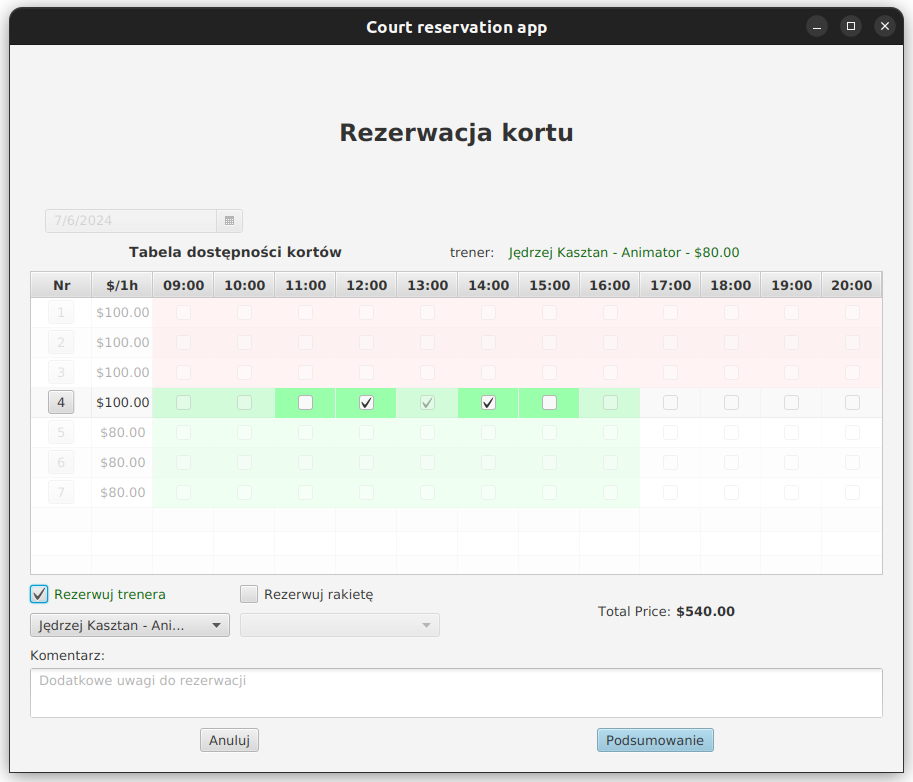 Court reservation app
Rezerwacja kortu
7/6/2024
Tabela dostępności kortów trener: Jędrzej Kasztan - Animator - $80.00
Nr $/1h 09:00 10:00 11:00 12:00 13:00 14:00 15:00 16:00 17:00 18:00 19:00 20:00
1 $100.00
2 $100.00
3 $100.00
4 $100.00
5 $80.00
6 $80.00
7 $80.00
Rezerwuj trenera Rezerwuj rakietę
Total Price: $540.00
Jędrzej Kasztan - Ani...
Komentarz:
Dodatkowe uwagi do rezerwacji
Anuluj Podsumowanie